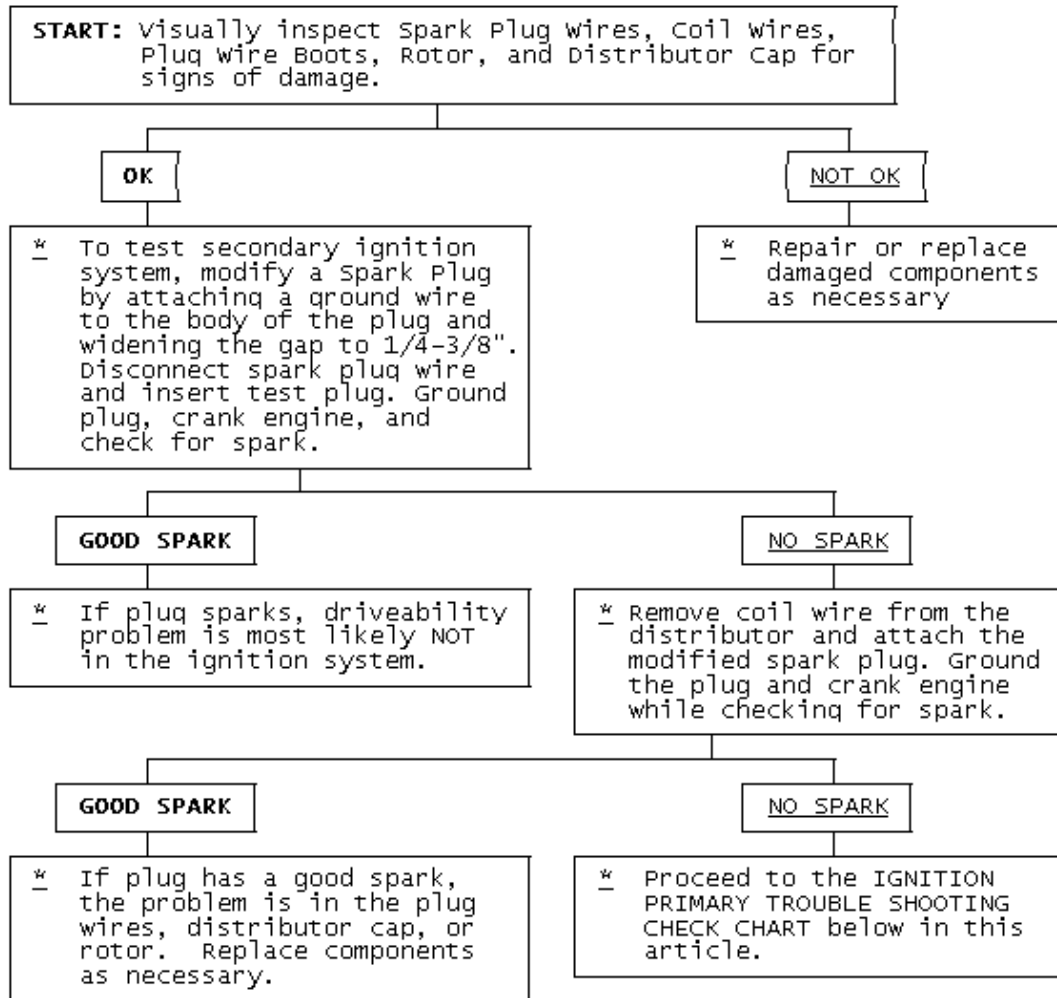 START: Visually inspect Spark Plug Wires, Coil Wires,
Plug Wire Boots, Rotor, and Distributor Cap for
signs of damage.
OK
NOT OK
* To test secondary ignition
system, modify a Spark Plug
by attaching a ground wire
to the body of the plug and
widening the gap to 1/4-3/8".
Disconnect spark plug wire
and insert test plug. Ground
plug, crank engine, and
check for spark.
* Repair or replace
damaged components
as necessary
GOOD SPARK
NO SPARK
* If plug sparks, driveability
problem is most likely NOT
in the ignition system.
* Remove coil wire from the
distributor and attach the
modified spark plug. Ground
the plug and crank engine
while checking for spark.
GOOD SPARK
NO SPARK
* If plug has a good spark,
the problem is in the plug
wires, distributor cap, or
rotor. Replace components
as necessary.
* Proceed to the IGNITION
PRIMARY TROUBLE SHOOTING
CHECK CHART below in this
article.